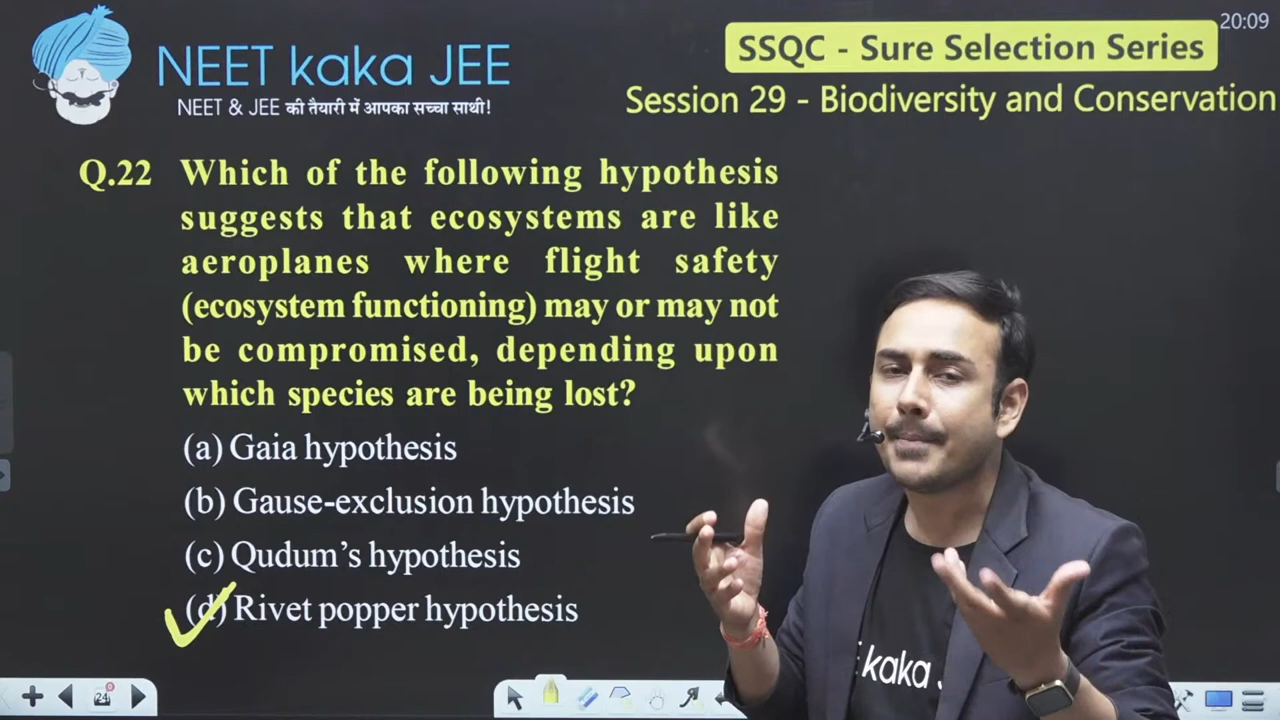 20:09
NEET kaka JEE
NEET & JEE की तैयारी में आपका सच्चा साथी!
SSQC - Sure Selection Series
Session 29 - Biodiversity and Conservation
Q.22 Which of the following hypothesis
suggests that ecosystems are like
aeroplanes where flight safety
(ecosystem functioning) may or may not
be compromised, depending upon
which species are being lost?
(a) Gaia hypothesis
(b) Gause-exclusion hypothesis
(c) Qudum's hypothesis
(d) Rivet popper hypothesis
kaka
24